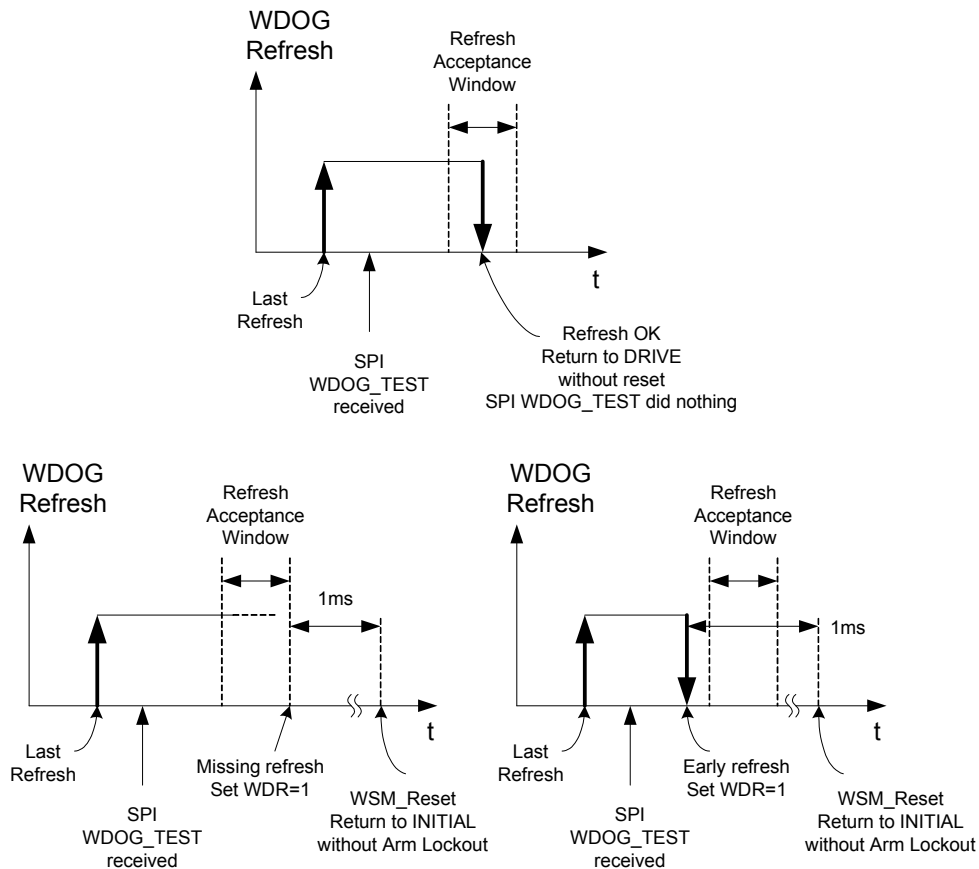 WDOG
Refresh
Refresh
Acceptance
Window
t
Last
Refresh
SPI
WDOG_TEST
received
Refresh OK
Return to DRIVE
without reset
SPI WDOG_TEST did nothing
WDOG
Refresh
Refresh
Acceptance
Window
1ms
t
Last
Refresh
SPI
WDOG_TEST
received
Missing refresh
Set WDR=1
WSM_Reset
Return to INITIAL
without Arm Lockout
WDOG
Refresh
Refresh
Acceptance
Window
1ms
t
Last
Refresh
SPI
WDOG_TEST
received
Early refresh
Set WDR=1
WSM_Reset
Return to INITIAL
without Arm Lockout